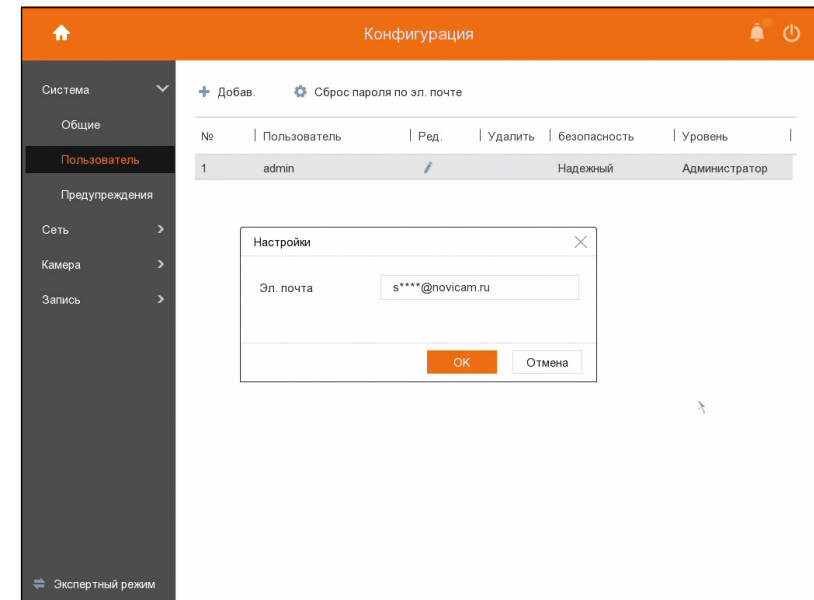 Конфигурация
Система
Общие
Пользователь
Предупреждения
Сеть
Камера
Запись
Экспертный режим
Добав. Сброс пароля по эл. почте
№ Пользователь Ред. Удалить безопасность Уровень
1 admin Надежный Администратор
Настройки
Эл. почта s****@novicam.ru
OK Отмена